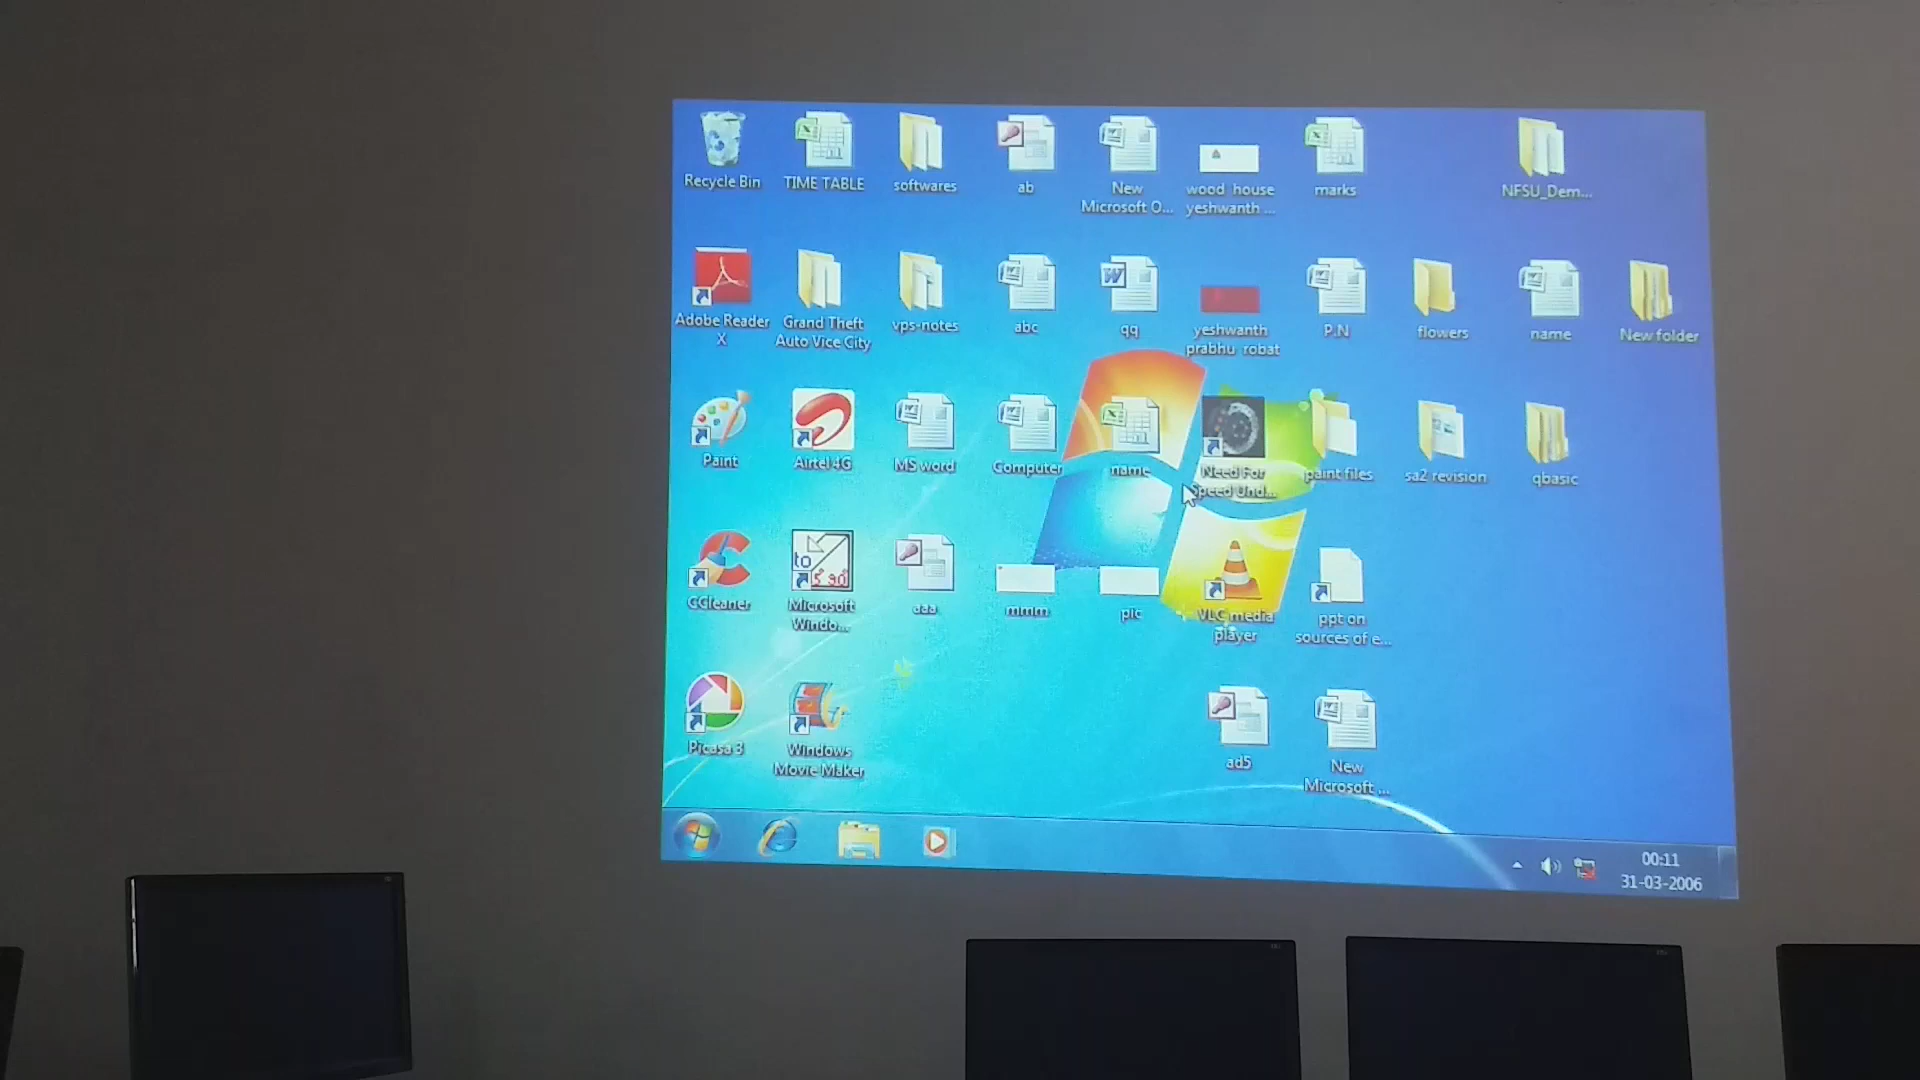 Recycle Bin
TIME TABLE
softwares
ab
New
Microsoft O...
wood house
yeshwanth ...
marks
NFSU_Dem...
Adobe Reader
X
Grand Theft
Auto Vice City
vps-notes
abc
qq
yeshwanth
prabhu robat
P.N
flowers
name
New folder
Paint
Airtel 4G
MS word
Computer
name
Need For
Speed Und...
paint files
sa2 revision
qbasic
CCleaner
Microsoft
Windo...
aaa
mmm
pic
VLC media
player
ppt on
sources of e...
Picasa 3
Windows
Movie Maker
ad5
New
Microsoft ...
00:11
31-03-2006